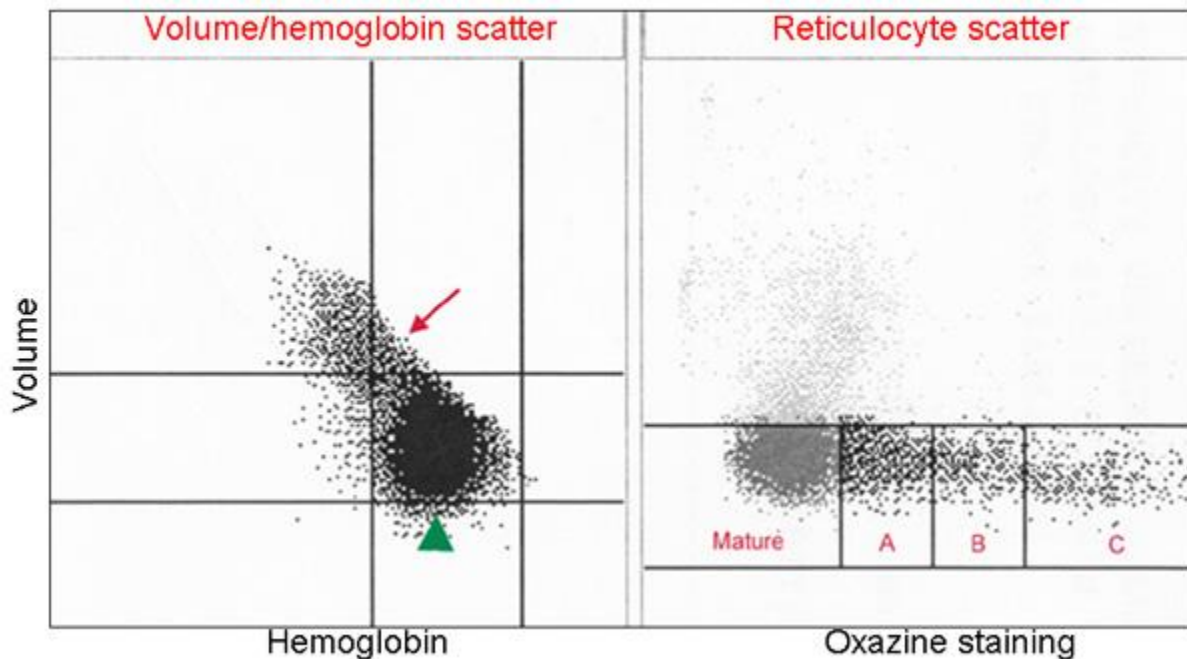 Volume/hemoglobin scatter
Reticulocyte scatter
Volume
Mature
A
B
C
Hemoglobin
Oxazine staining